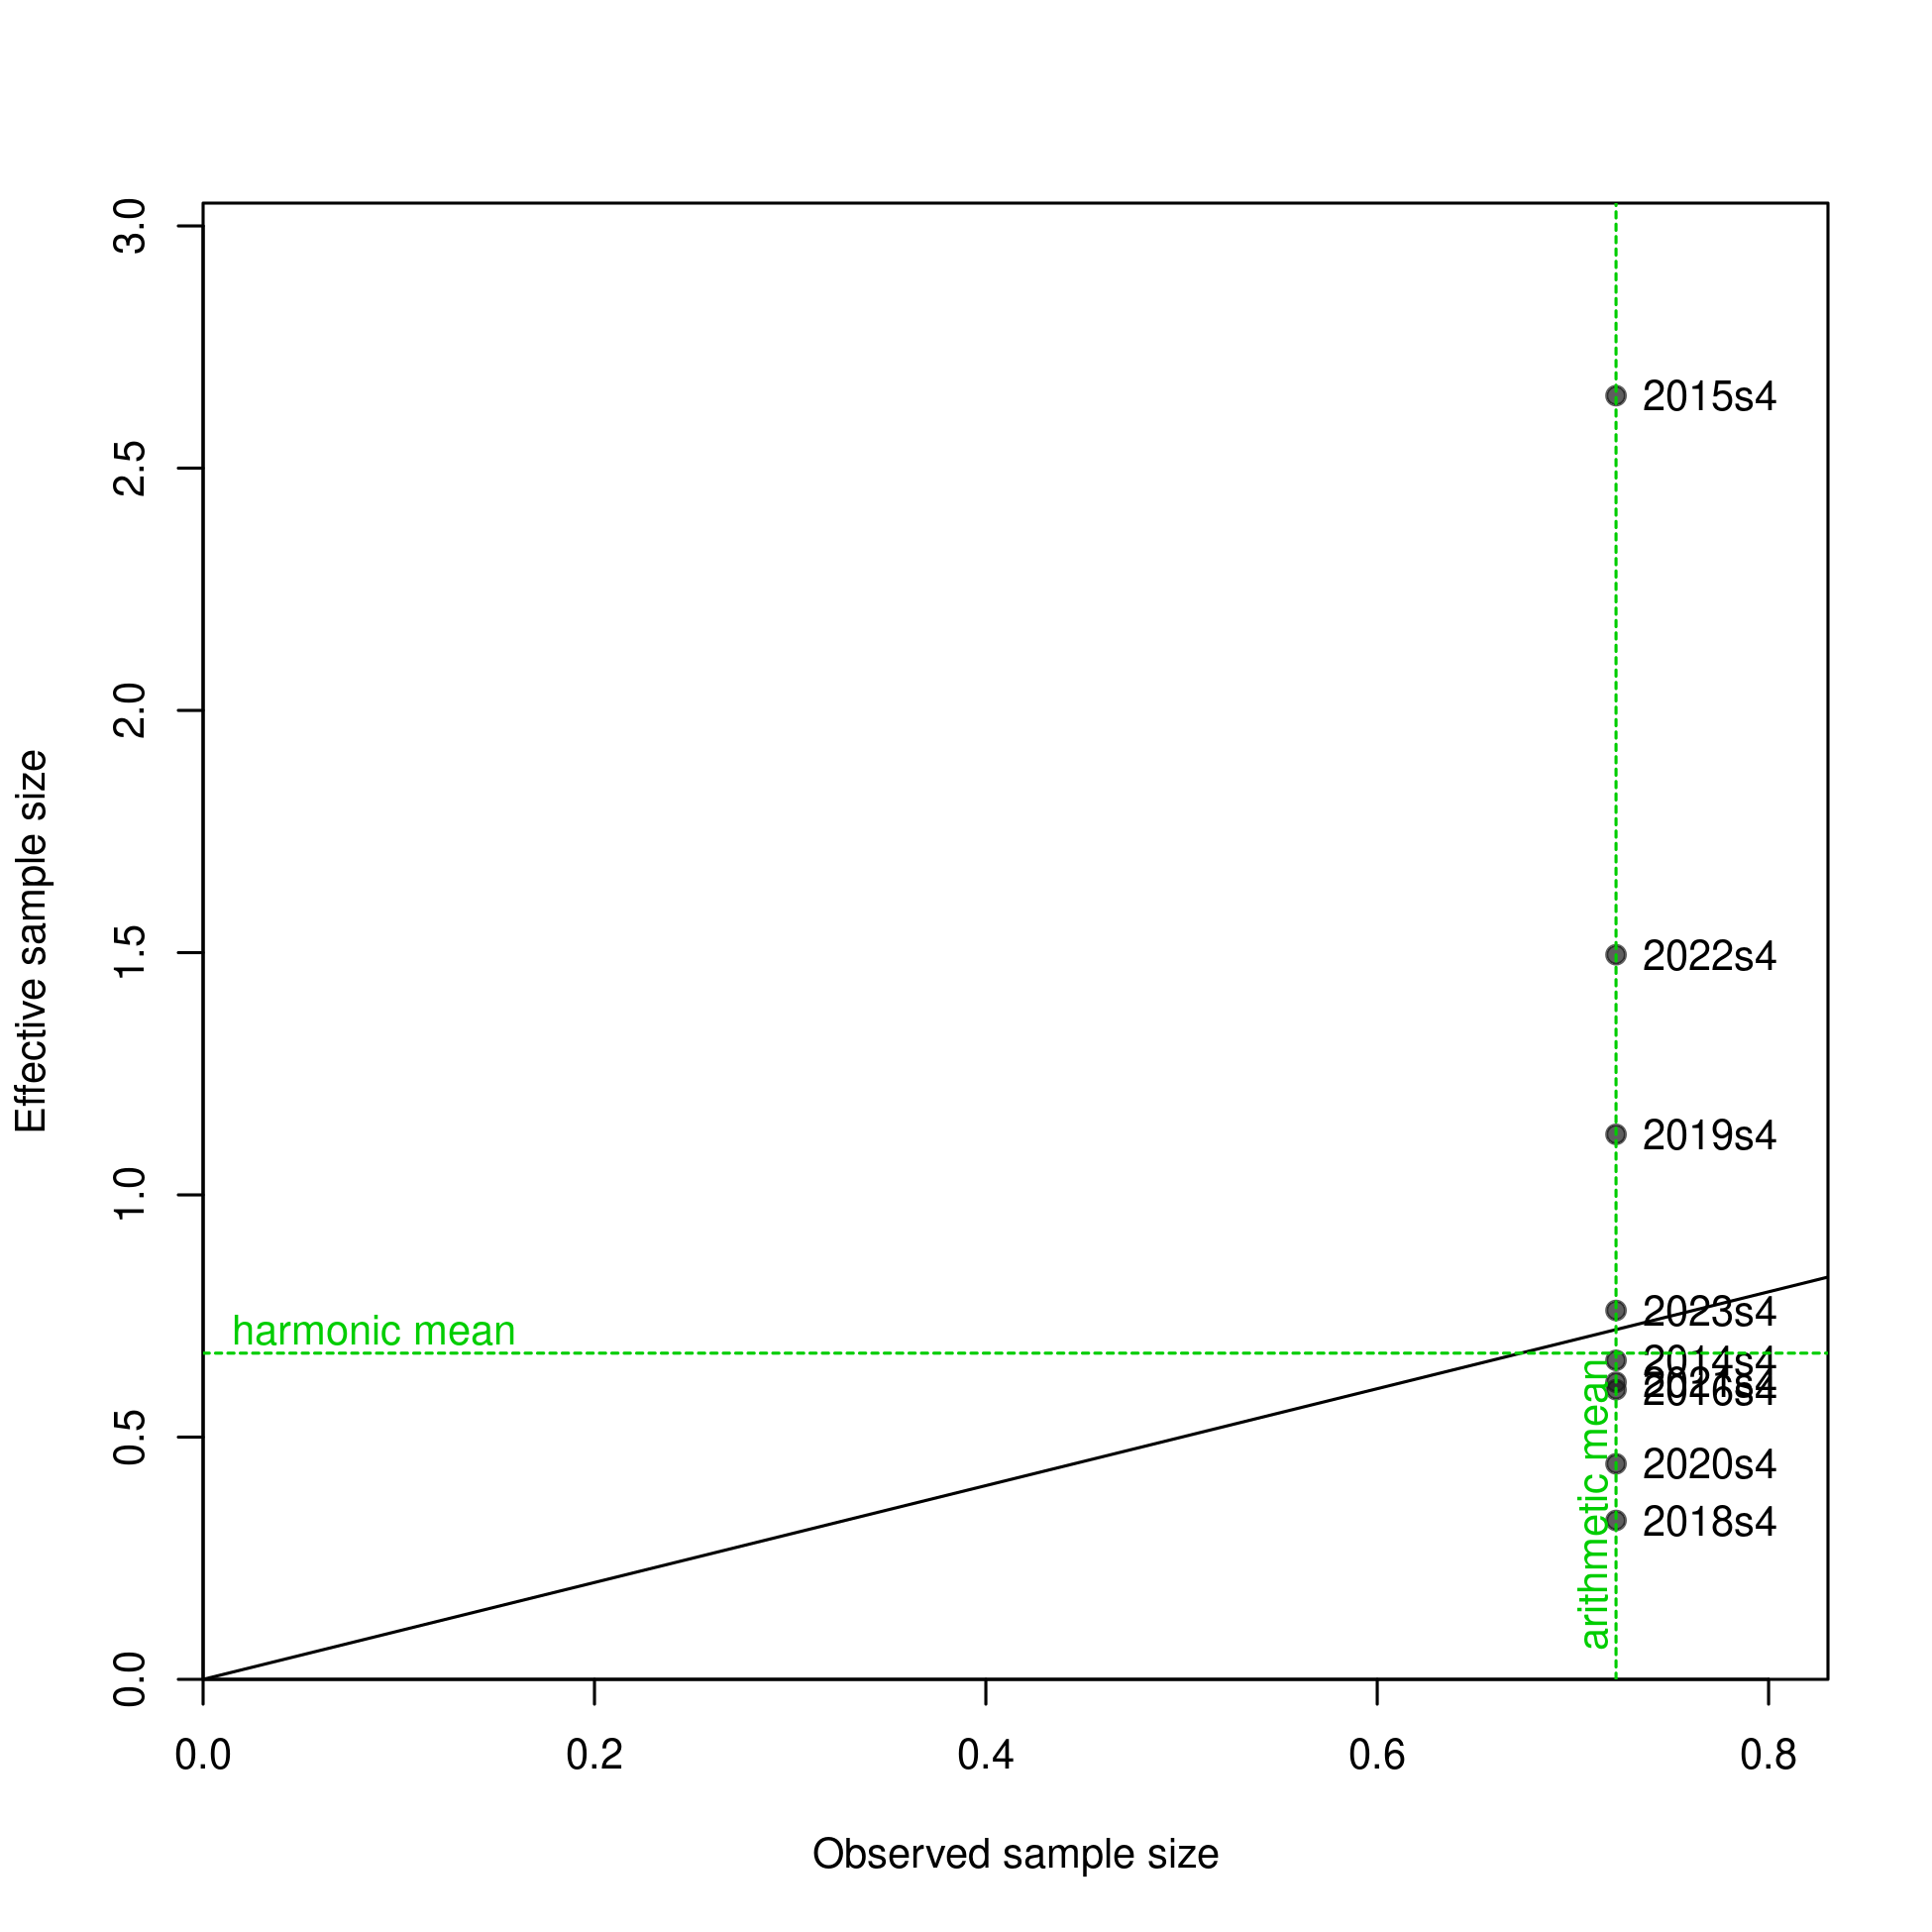 3.0
2.5
2.0
1.5
1.0
0.5
0.0
Effective sample size
2015s4
2022s4
2019s4
2023s4
2014s4
2016s4
2020s4
2018s4
harmonic mean
arithmetic mean
0.0
0.2
0.4
0.6
0.8
Observed sample size